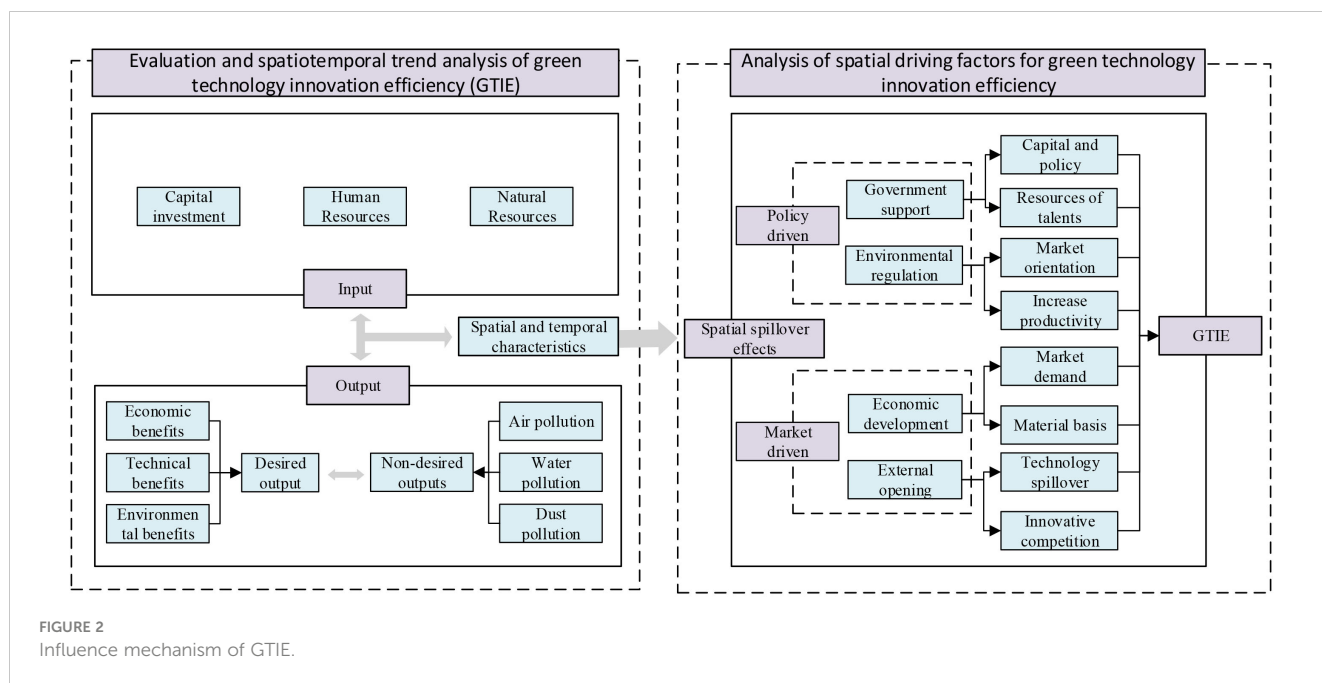 Evaluation and spatiotemporal trend analysis of green
technology innovation efficiency (GTIE)
Capital
investment
Human
Resources
Natural
Resources
Input
Spatial and temporal
characteristics
Output
Economic
benefits
Technical
benefits
Environmen
tal benefits
Desired
output
Non-desired
outputs
Air pollution
Water
pollution
Dust
pollution
Analysis of spatial driving factors for green technology
innovation efficiency
Spatial spillover
effects
Policy
driven
Government
support
Environmental
regulation
Capital and
policy
Resources of
talents
Market
orientation
Increase
productivity
Market
driven
Economic
development
External
opening
Market
demand
Material basis
Technology
spillover
Innovative
competition
GTIE
FIGURE 2
Influence mechanism of GTIE.